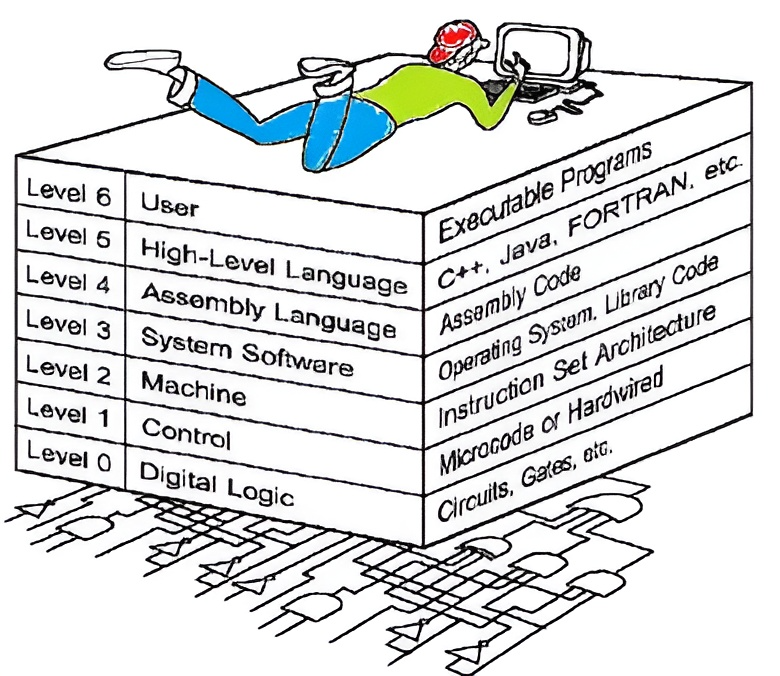 Level 6 User Executable Programs
Level 5 High-Level Language C++, Java, FORTRAN, etc.
Level 4 Assembly Language Assembly Code
Level 3 System Software Operating System, Library Code
Level 2 Machine Instruction Set Architecture
Level 1 Control Microcode or Hardwired
Level 0 Digital Logic Circuits, Gates, etc.